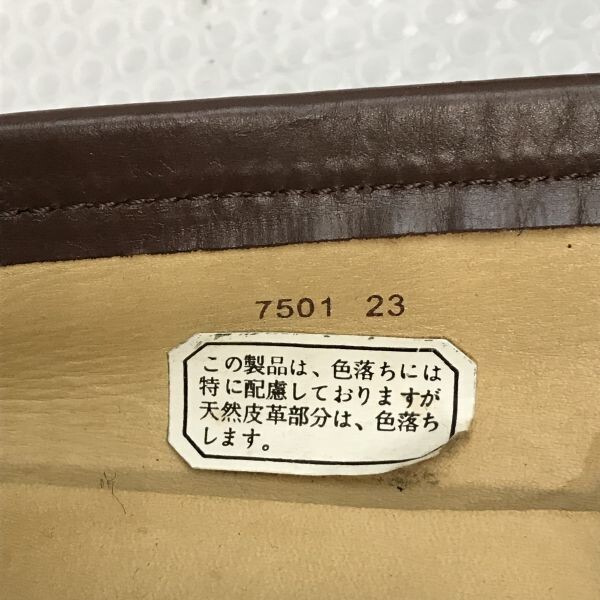 7501 23
この製品は、色落ちには
特に配慮しておりますが
天然皮革部分は、色落ち
します。